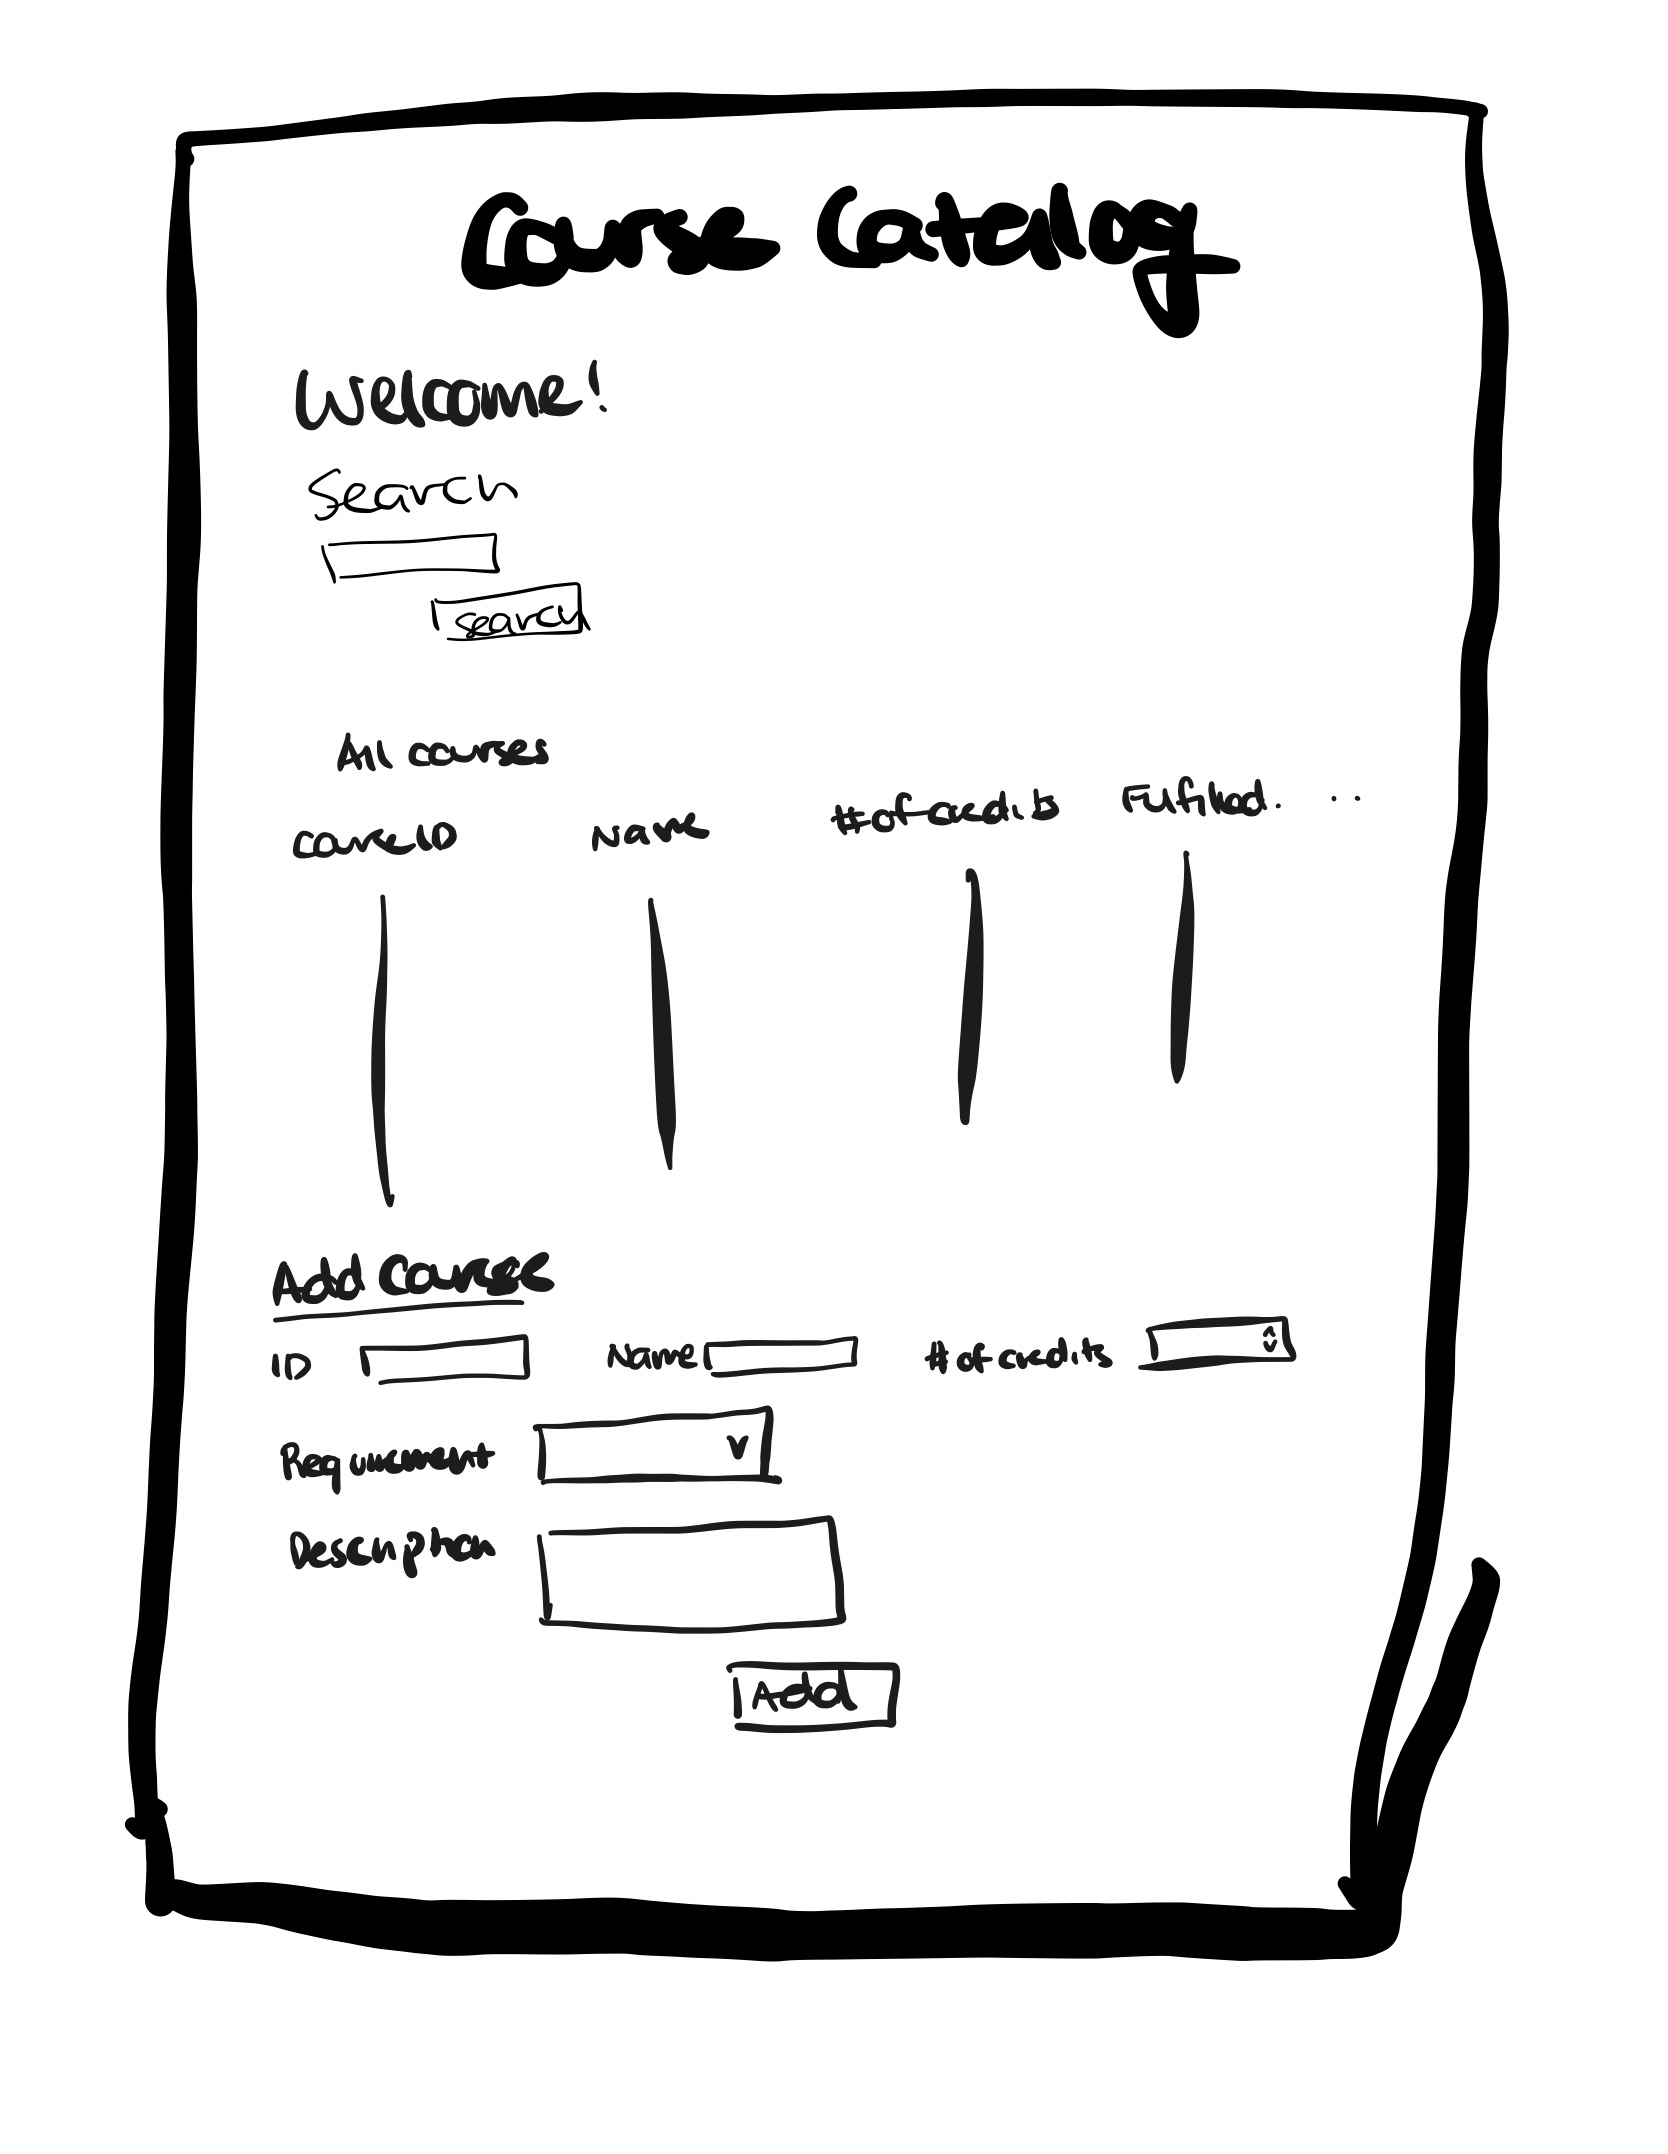 Course Catalog
Welcome!
Search
search
All courses
course ID Name # of credits Fulfilled. ..
Add course
ID Name # of credits
Requirement v
Description
Add